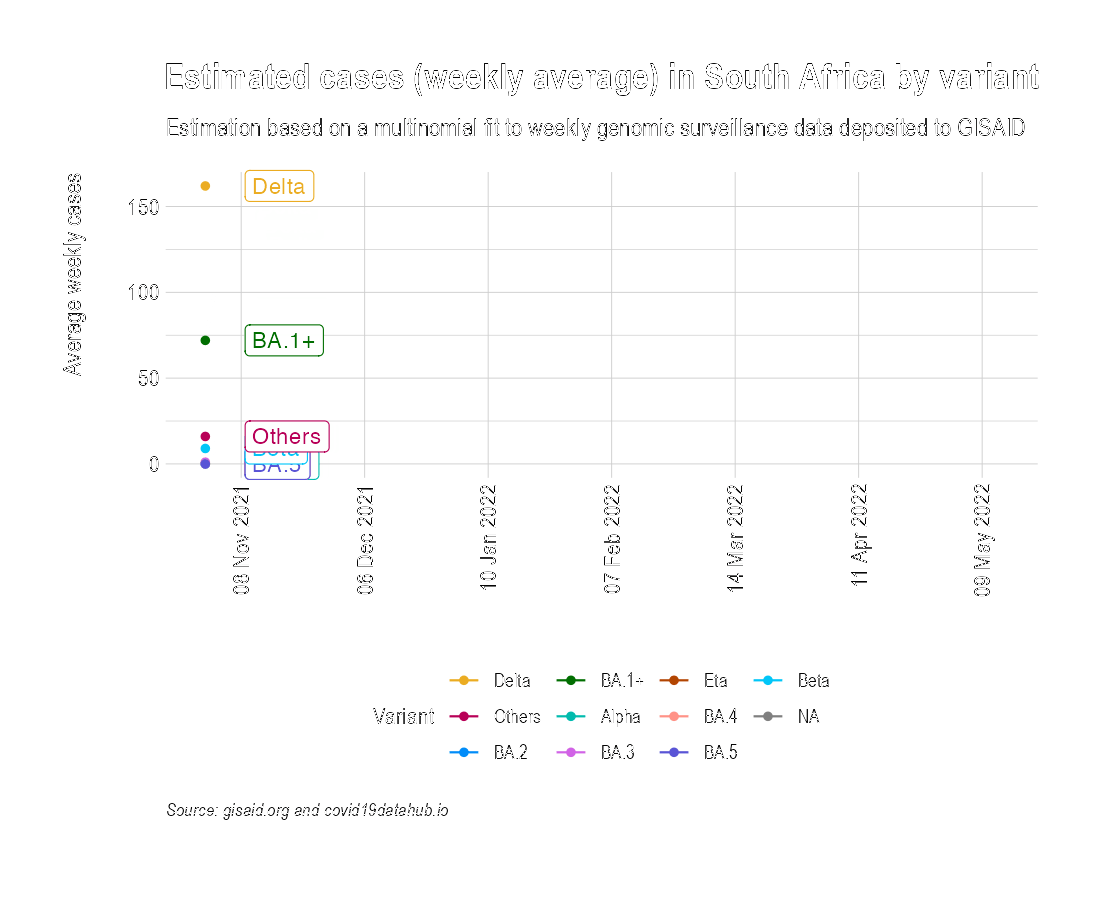 Estimated cases (weekly average) in South Africa by variant
Estimation based on a multinomial fit to weekly genomic surveillance data deposited to GISAID
Average weekly cases
150
100
50
0
Delta
BA.1+
Others
Beta
BA.5
08 Nov 2021
06 Dec 2021
10 Jan 2022
07 Feb 2022
14 Mar 2022
11 Apr 2022
09 May 2022
Variant
Delta
BA.1+
Eta
Beta
Others
Alpha
BA.4
NA
BA.2
BA.3
BA.5
Source: gisaid.org and covid19datahub.io